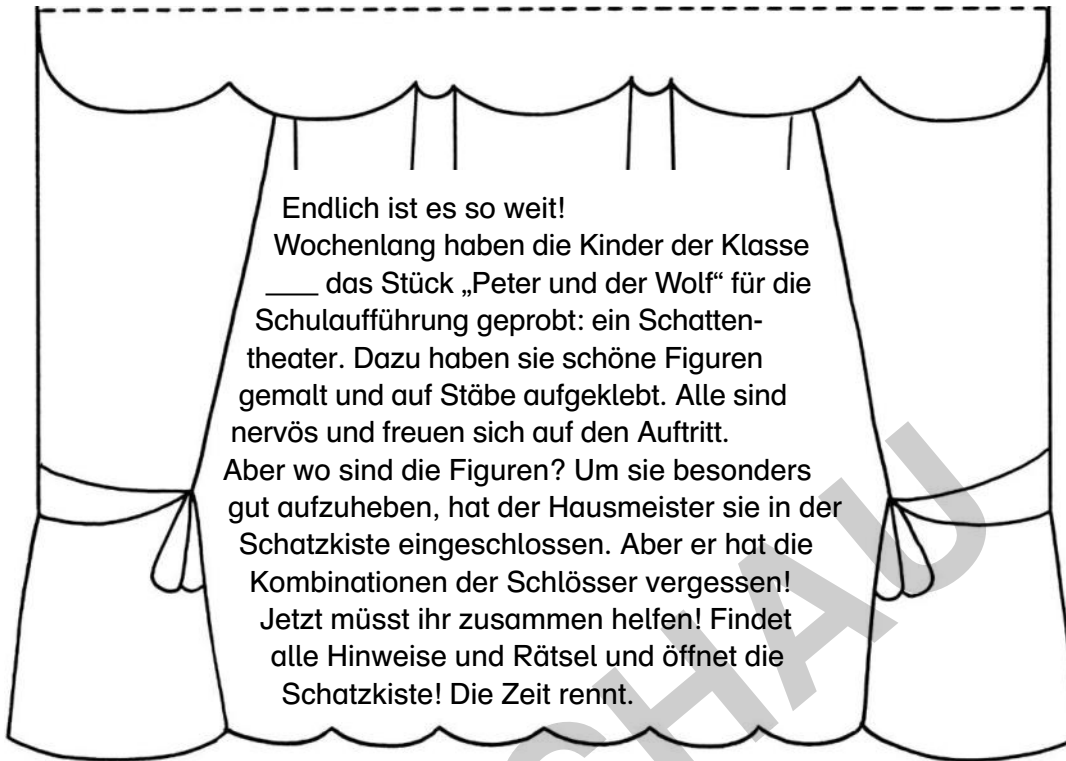 Endlich ist es so weit!
Wochenlang haben die Kinder der Klasse
____ das Stück „Peter und der Wolf“ für die
Schulaufführung geprobt: ein Schatten-
theater. Dazu haben sie schöne Figuren
gemalt und auf Stäbe aufgeklebt. Alle sind
nervös und freuen sich auf den Auftritt.
Aber wo sind die Figuren? Um sie besonders
gut aufzuheben, hat der Hausmeister sie in der
Schatzkiste eingeschlossen. Aber er hat die
Kombinationen der Schlösser vergessen!
Jetzt müsst ihr zusammen helfen! Findet
alle Hinweise und Rätsel und öffnet die
Schatzkiste! Die Zeit rennt.